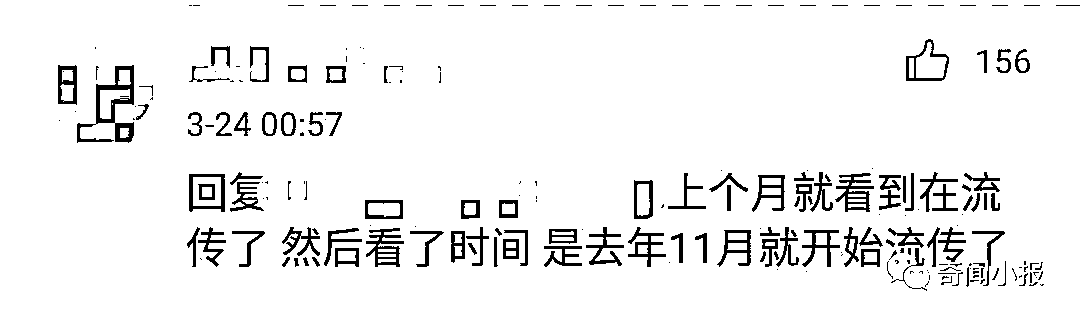 156
3-24 00:57
回复 上个月就看到在流
传了 然后看了时间 是去年11月就开始流传了
奇闻小报